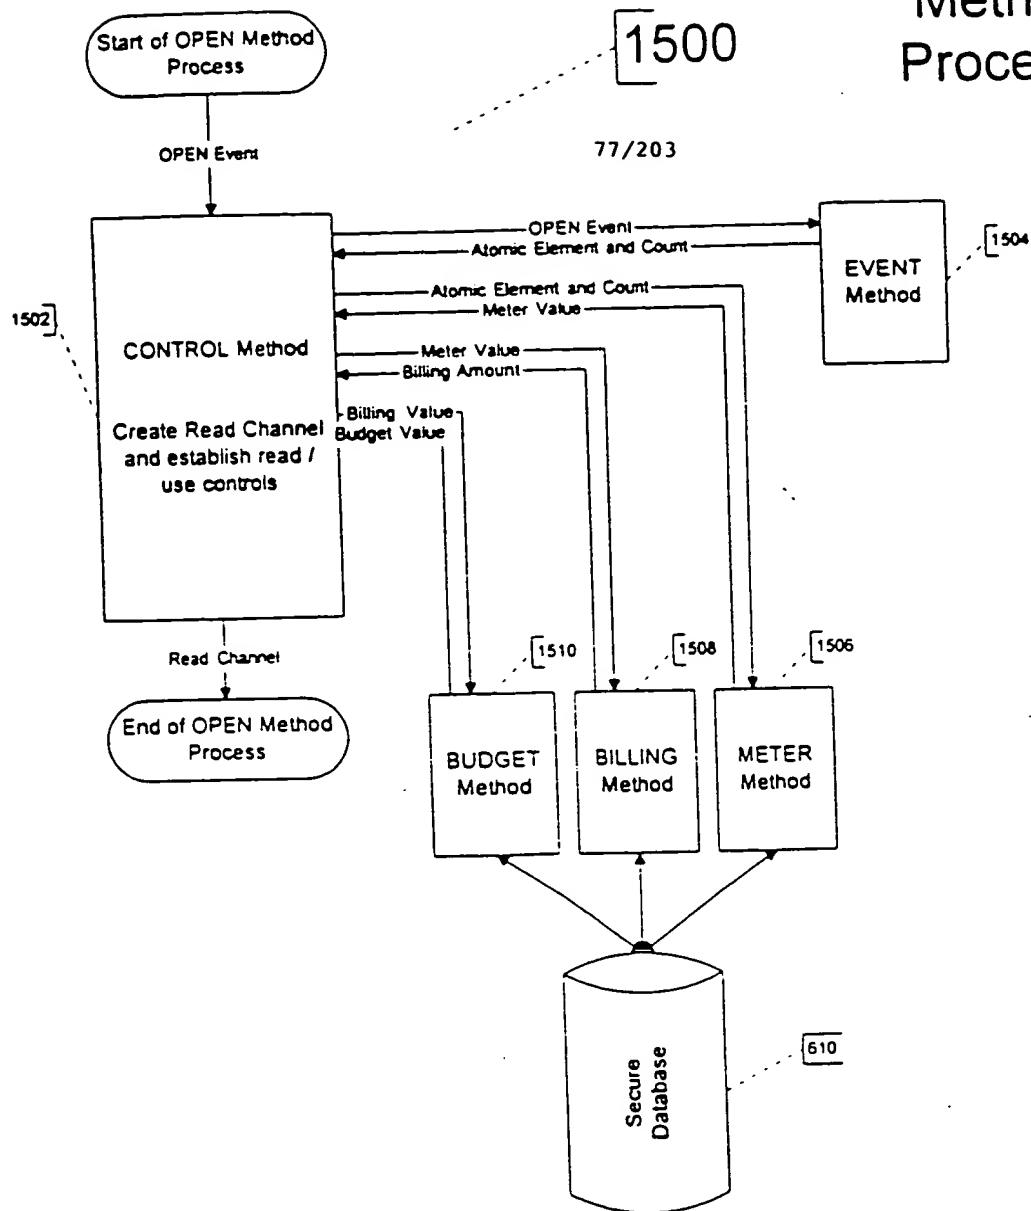 Start of OPEN Method
Process
1500
Proce
77/203
OPEN Event
OPEN Event
Atomic Element and Count
1504
EVENT
Method
Atomic Element and Count
Meter Value
1502
CONTROL Method
Meter Value
Billing Amount
Billing Value
Budget Value
Create Read Channel
and establish read /
use controls
Read Channel
1510
1508
1506
End of OPEN Method
Process
BUDGET
Method
BILLING
Method
METER
Method
610
Secure
Database